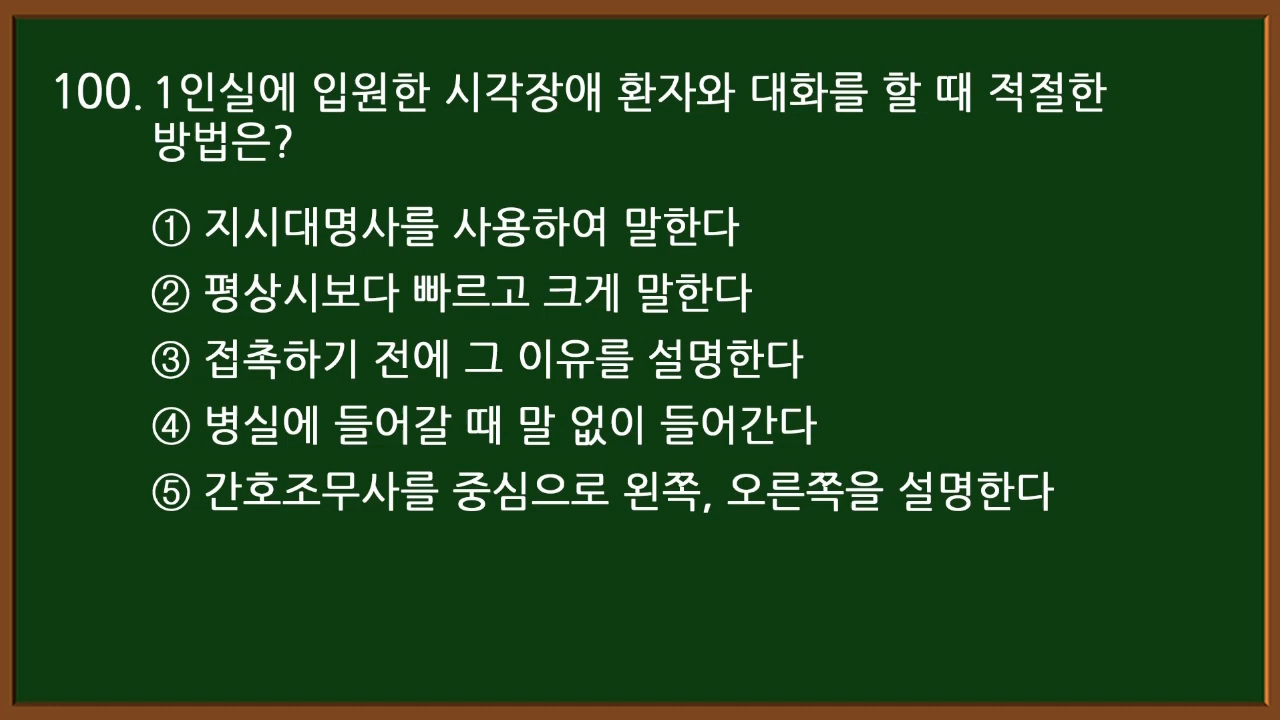 100. 1인실에 입원한 시각장애 환자와 대화를 할 때 적절한
방법은?
① 지시대명사를 사용하여 말한다
② 평상시보다 빠르고 크게 말한다
③ 접촉하기 전에 그 이유를 설명한다
④ 병실에 들어갈 때 말 없이 들어간다
⑤ 간호조무사를 중심으로 왼쪽, 오른쪽을 설명한다